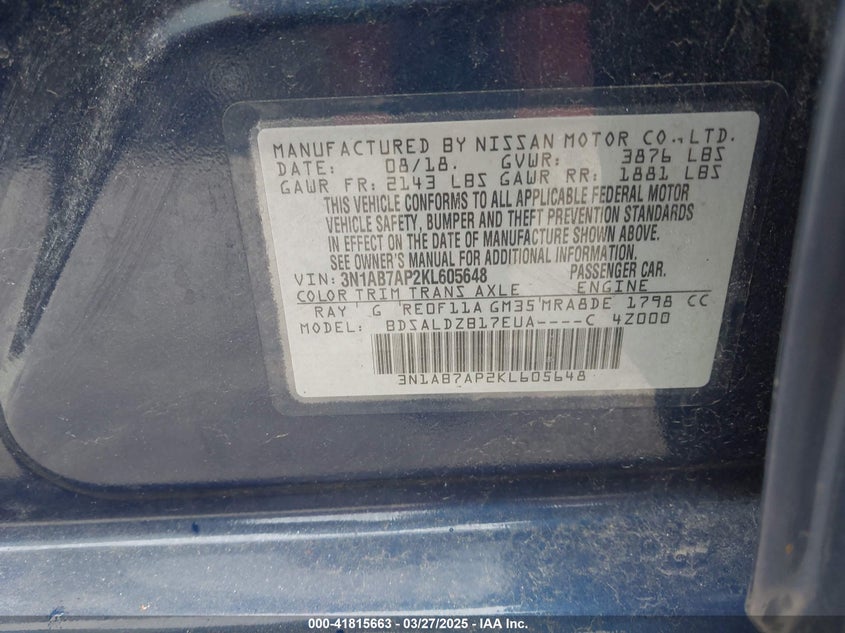 MANUFACTURED BY NISSAN MOTOR CO.,LTD.
DATE: 08/18. GVWR: 3876 LBS
GAWR FR: 2143 LBS GAWR RR: 1881 LBS
THIS VEHICLE CONFORMS TO ALL APPLICABLE FEDERAL MOTOR
VEHICLE SAFETY, BUMPER AND THEFT PREVENTION STANDARDS
IN EFFECT ON THE DATE OF MANUFACTURE SHOWN ABOVE.
SEE OWNER'S MANUAL FOR ADDITIONAL INFORMATION.
VIN: 3N1AB7AP2KL605648 PASSENGER CAR.
COLOR TRIM TRANS AXLE ENGINE
RAY G RE0F11A GM35 MRA8DE 1798 CC
MODEL: BDSALDZB17EUA----C 4Z000
3N1AB7AP2KL605648
000-41815663 - 03/27/2025 - IAA Inc.